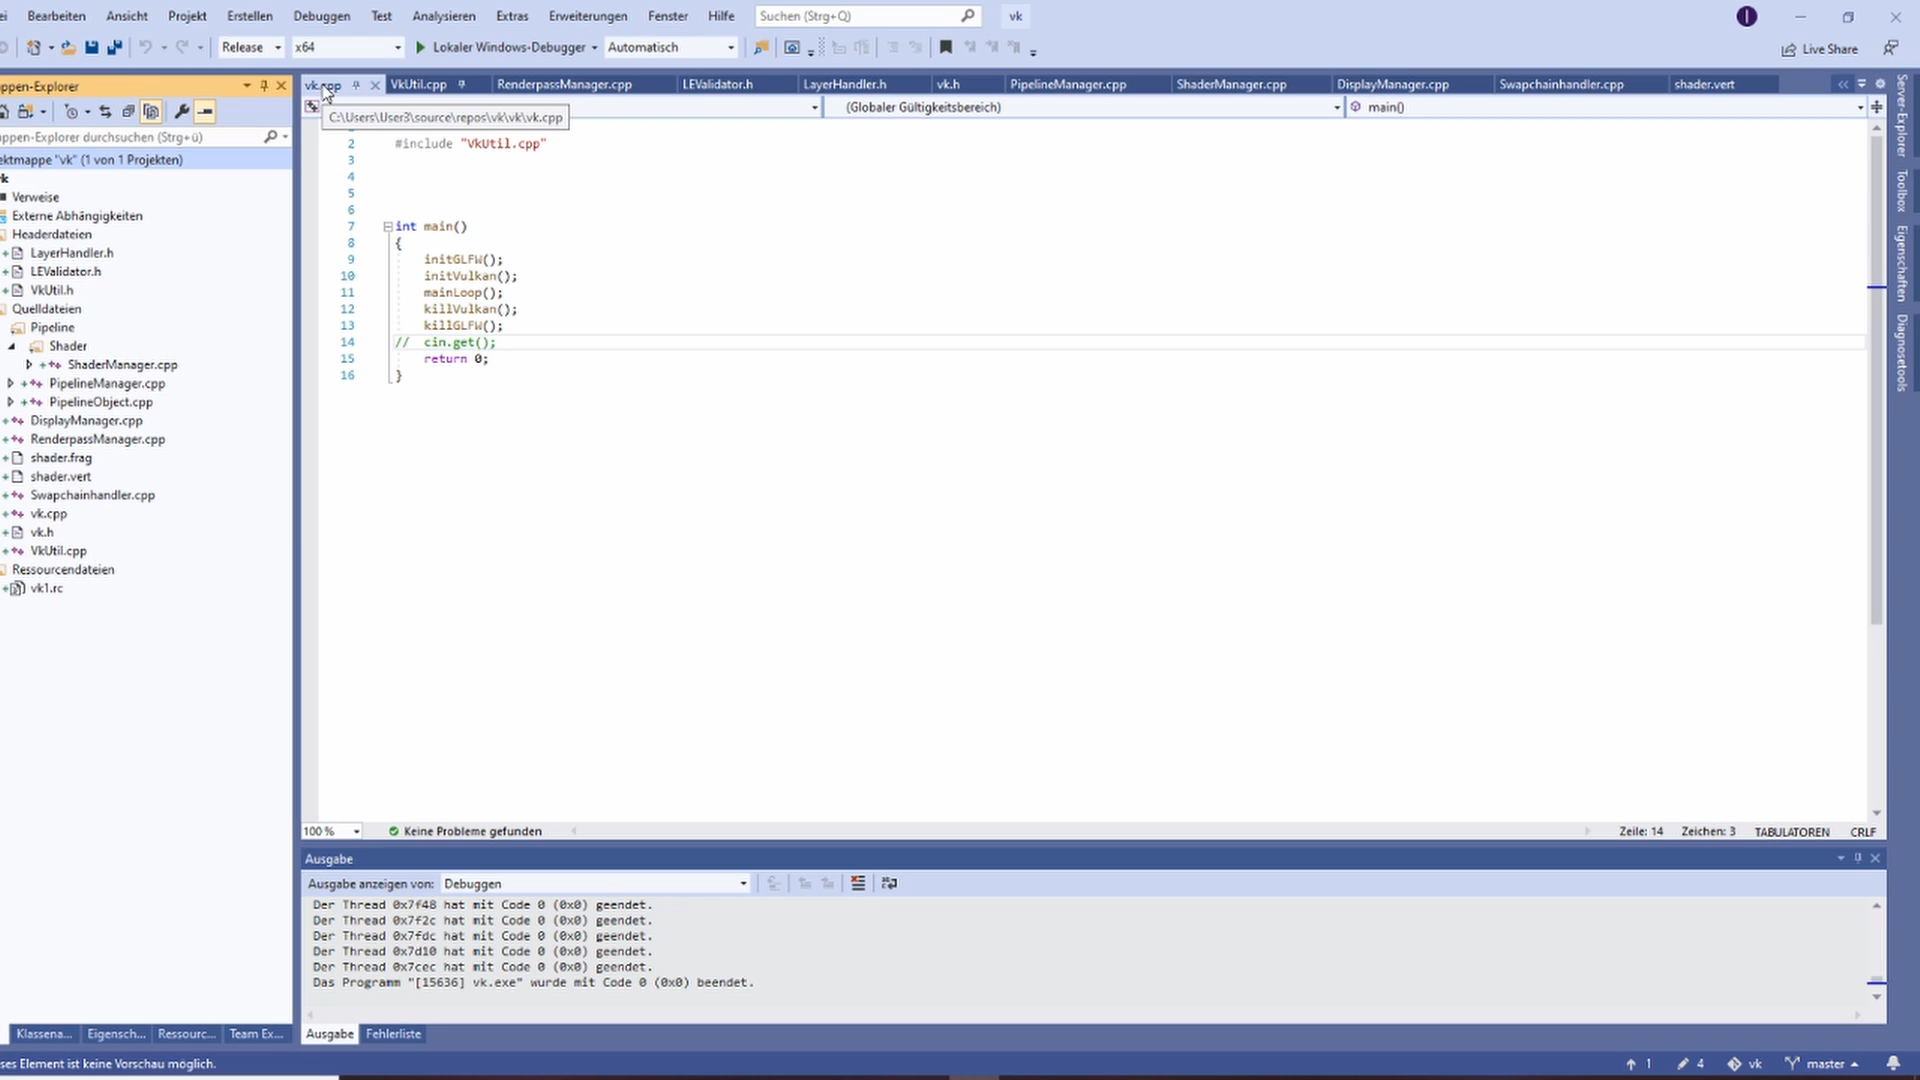 ei Bearbeiten Ansicht Projekt Erstellen Debuggen Test Analysieren Extras Erweiterungen Fenster Hilfe Suchen (Strg+Q) vk
Release x64 Lokaler Windows-Debugger Automatisch Live Share
appen-Explorer
vk.cpp VkUtil.cpp RenderpassManager.cpp LEValidator.h LayerHandler.h vk.h PipelineManager.cpp ShaderManager.cpp DisplayManager.cpp Swapchainhandler.cpp shader.vert
(Globaler Gültigkeitsbereich) main()
C:\Users\User3\source\repos\vk\vk\vk.cpp
appen-Explorer durchsuchen (Strg+ü)
ektmappe "vk" (1 von 1 Projekten)
vk
Verweise
Externe Abhängigkeiten
Headerdateien
LayerHandler.h
LEValidator.h
VkUtil.h
Quelldateien
Pipeline
Shader
ShaderManager.cpp
PipelineManager.cpp
PipelineObject.cpp
DisplayManager.cpp
RenderpassManager.cpp
shader.frag
shader.vert
Swapchainhandler.cpp
vk.cpp
vk.h
VkUtil.cpp
Ressourcendateien
vk1.rc
2 #include "VkUtil.cpp"
3
4
5
6
7 int main()
8 {
9 initGLFW();
10 initVulkan();
11 mainLoop();
12 killVulkan();
13 killGLFW();
14 // cin.get();
15 return 0;
16 }
Server-Explorer
Toolbox
Eigenschaften
Diagnosetools
100 % Keine Probleme gefunden Zeile: 14 Zeichen: 3 TABULATOREN CRLF
Ausgabe
Ausgabe anzeigen von: Debuggen
Der Thread 0x7f48 hat mit Code 0 (0x0) geendet.
Der Thread 0x7f2c hat mit Code 0 (0x0) geendet.
Der Thread 0x7fdc hat mit Code 0 (0x0) geendet.
Der Thread 0x7d10 hat mit Code 0 (0x0) geendet.
Der Thread 0x7cec hat mit Code 0 (0x0) geendet.
Das Programm "[15636] vk.exe" wurde mit Code 0 (0x0) beendet.
Klassena... Eigensch... Ressourc... Team Ex... Ausgabe Fehlerliste
ses Element ist keine Vorschau möglich. 1 4 vk master